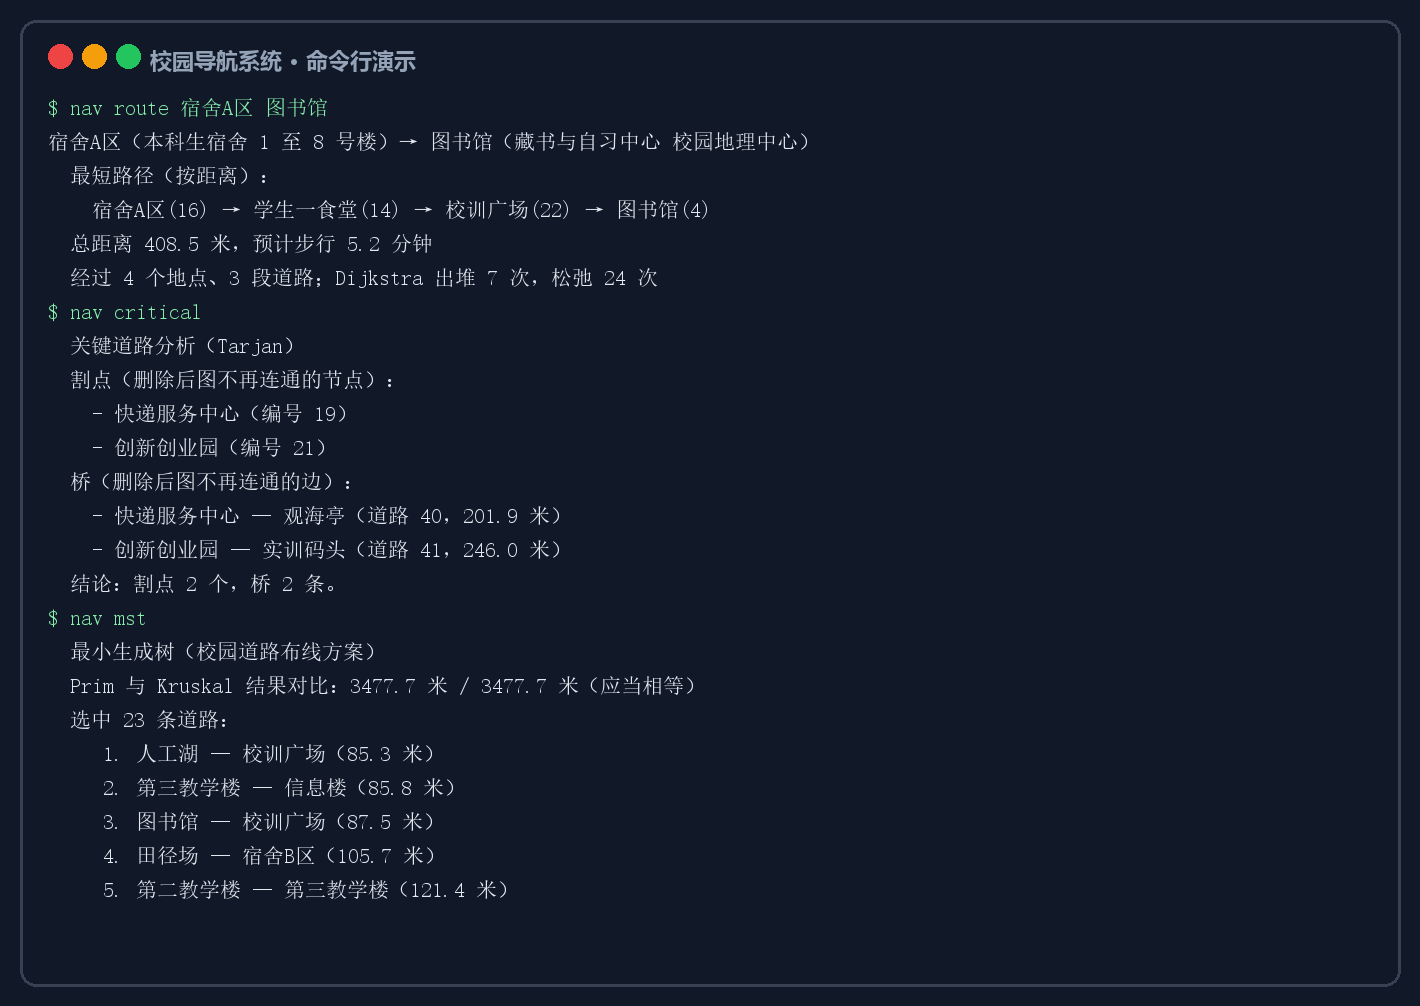 校园导航系统·命令行演示
$ nav route 宿舍A区 图书馆
宿舍A区（本科生宿舍 1 至 8 号楼）→ 图书馆（藏书与自习中心 校园地理中心）
最短路径（按距离）：
宿舍A区(16) → 学生一食堂(14) → 校训广场(22) → 图书馆(4)
总距离 408.5 米，预计步行 5.2 分钟
经过 4 个地点、3 段道路；Dijkstra 出堆 7 次，松弛 24 次
$ nav critical
关键道路分析（Tarjan）
割点（删除后图不再连通的节点）：
- 快递服务中心（编号 19）
- 创新创业园（编号 21）
桥（删除后图不再连通的边）：
- 快递服务中心 — 观海亭（道路 40，201.9 米）
- 创新创业园 — 实训码头（道路 41，246.0 米）
结论：割点 2 个，桥 2 条。
$ nav mst
最小生成树（校园道路布线方案）
Prim 与 Kruskal 结果对比：3477.7 米 / 3477.7 米（应当相等）
选中 23 条道路：
1. 人工湖 — 校训广场（85.3 米）
2. 第三教学楼 — 信息楼（85.8 米）
3. 图书馆 — 校训广场（87.5 米）
4. 田径场 — 宿舍B区（105.7 米）
5. 第二教学楼 — 第三教学楼（121.4 米）